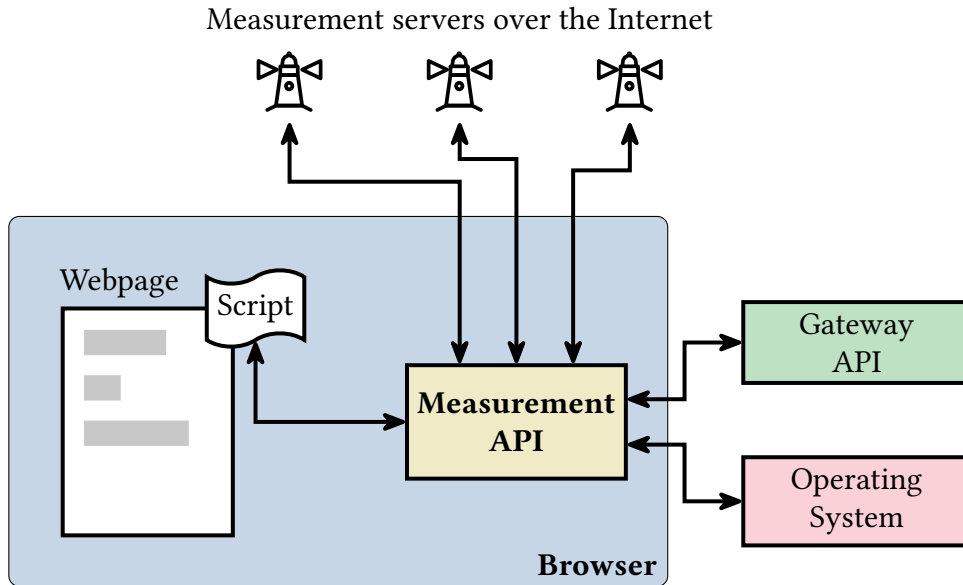 Measurement servers over the Internet
Webpage
Script
Measurement
API
Gateway
API
Operating
System
Browser